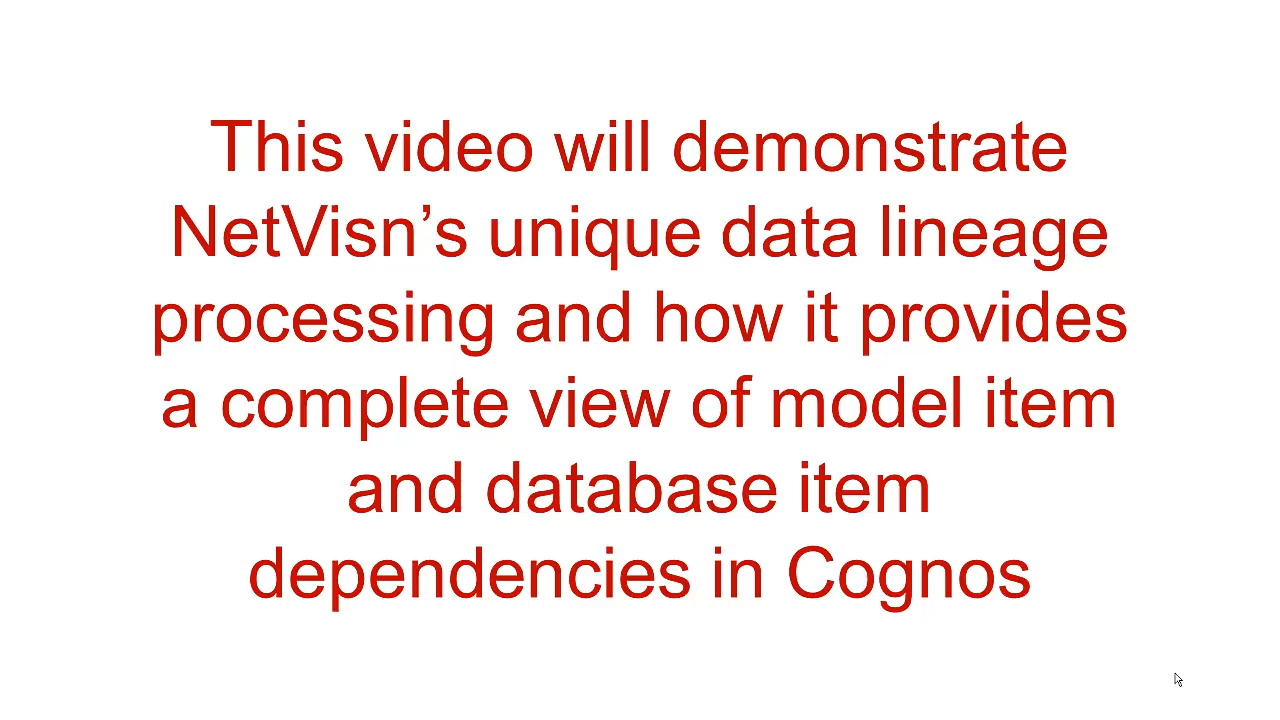 This video will demonstrate
NetVisn’s unique data lineage
processing and how it provides
a complete view of model item
and database item
dependencies in Cognos